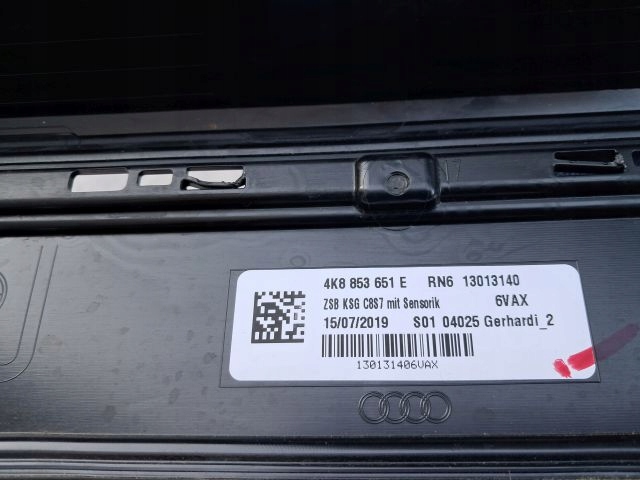 4K8 853 651 E RN6 13013140
ZSB KSG C8S7 mit Sensorik 6VAX
15/07/2019 S01 04025 Gerhardi_2
130131406VAX